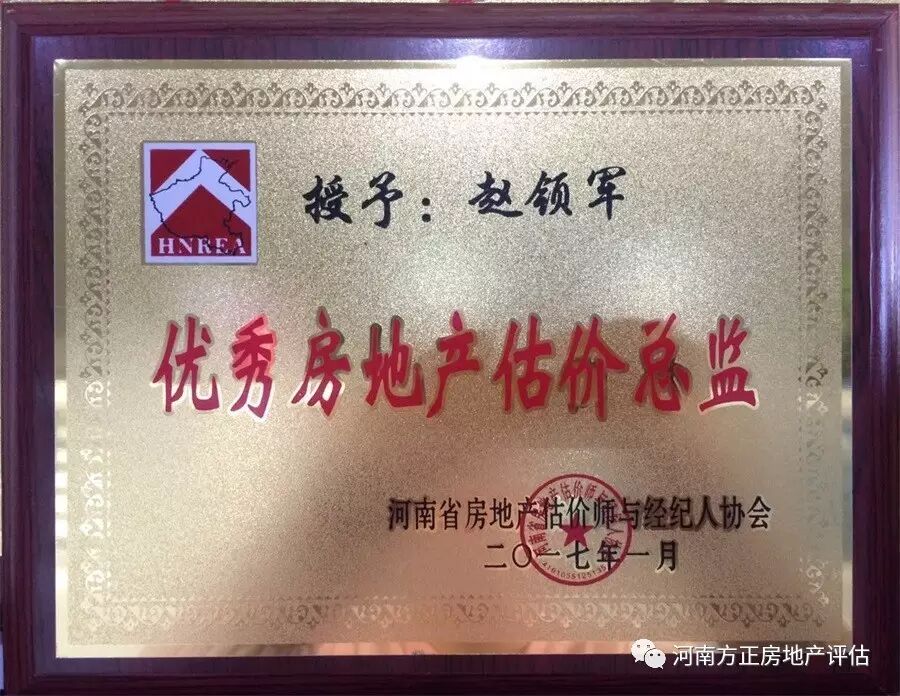 HNREA
授予：赵领军
优秀房地产估价总监
河南省房地产估价师与经纪人协会
二〇一七年一月
河南方正房地产评估